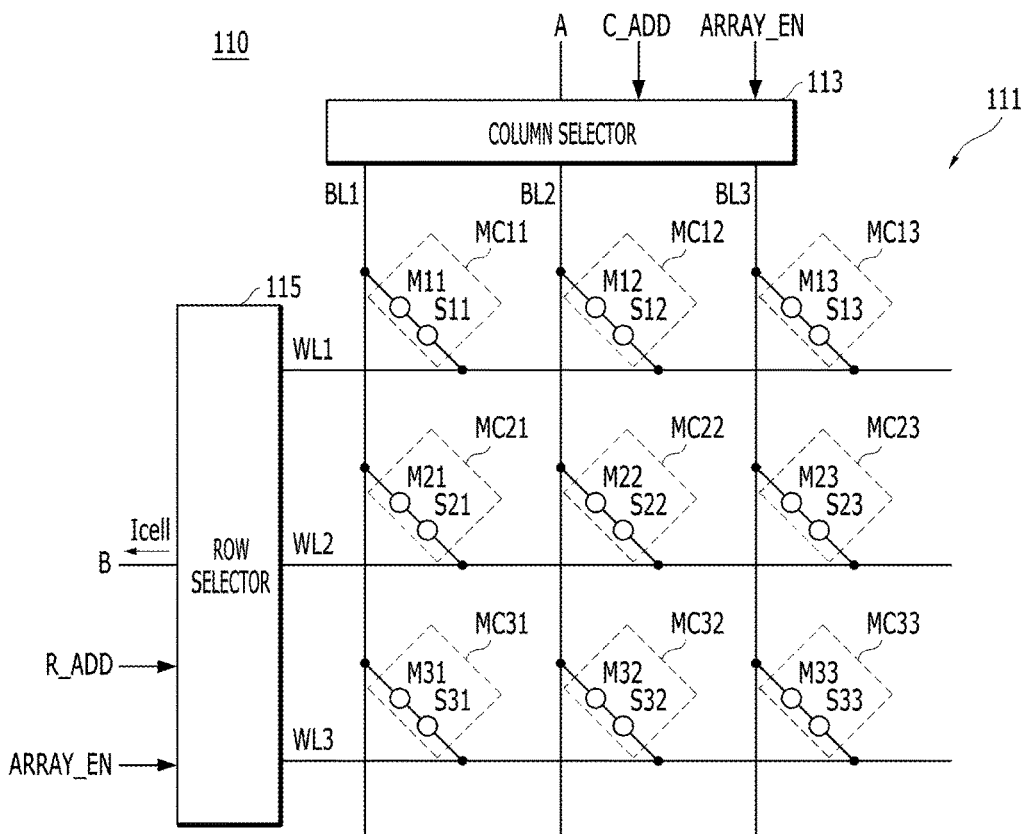 110
A
C_ADD
ARRAY_EN
113
COLUMN SELECTOR
111
BL1
BL2
BL3
MC11
MC12
MC13
115
M11
S11
M12
S12
M13
S13
WL1
MC21
MC22
MC23
M21
S21
M22
S22
M23
S23
Icell
B
ROW
SELECTOR
WL2
MC31
MC32
MC33
R_ADD
M31
S31
M32
S32
M33
S33
WL3
ARRAY_EN